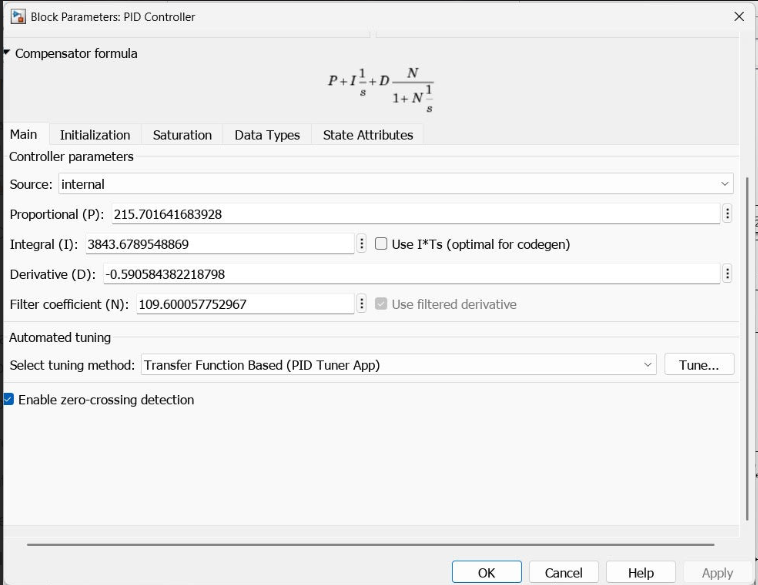 Block Parameters: PID Controller
Compensator formula
P+I 1/s +D N/(1+N 1/s)
Main Initialization Saturation Data Types State Attributes
Controller parameters
Source: internal
Proportional (P): 215.701641683928
Integral (I): 3843.6789548869 Use I*Ts (optimal for codegen)
Derivative (D): -0.590584382218798
Filter coefficient (N): 109.600057752967 Use filtered derivative
Automated tuning
Select tuning method: Transfer Function Based (PID Tuner App) Tune...
Enable zero-crossing detection
OK Cancel Help Apply